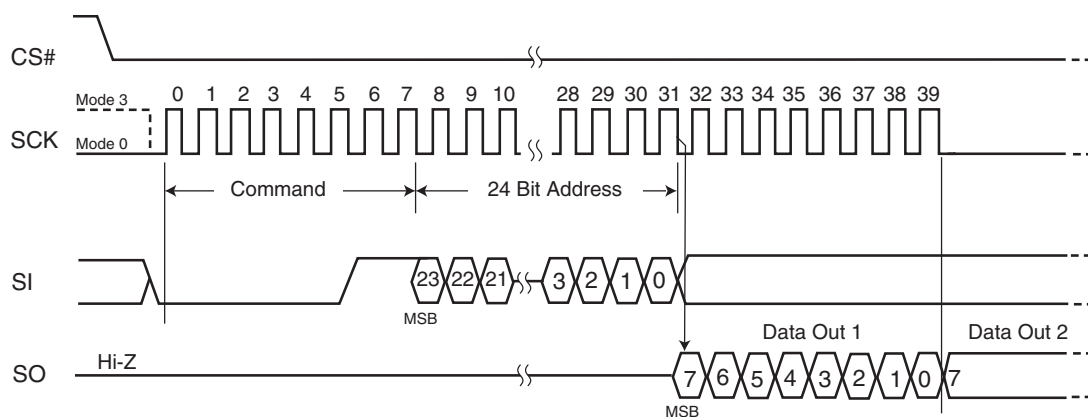 CS#
Mode 3
0 1 2 3 4 5 6 7 8 9 10 28 29 30 31 32 33 34 35 36 37 38 39
SCK
Mode 0
Command
24 Bit Address
SI
23 22 21 3 2 1 0
MSB
Data Out 1
Data Out 2
Hi-Z
SO
7 6 5 4 3 2 1 0 7
MSB